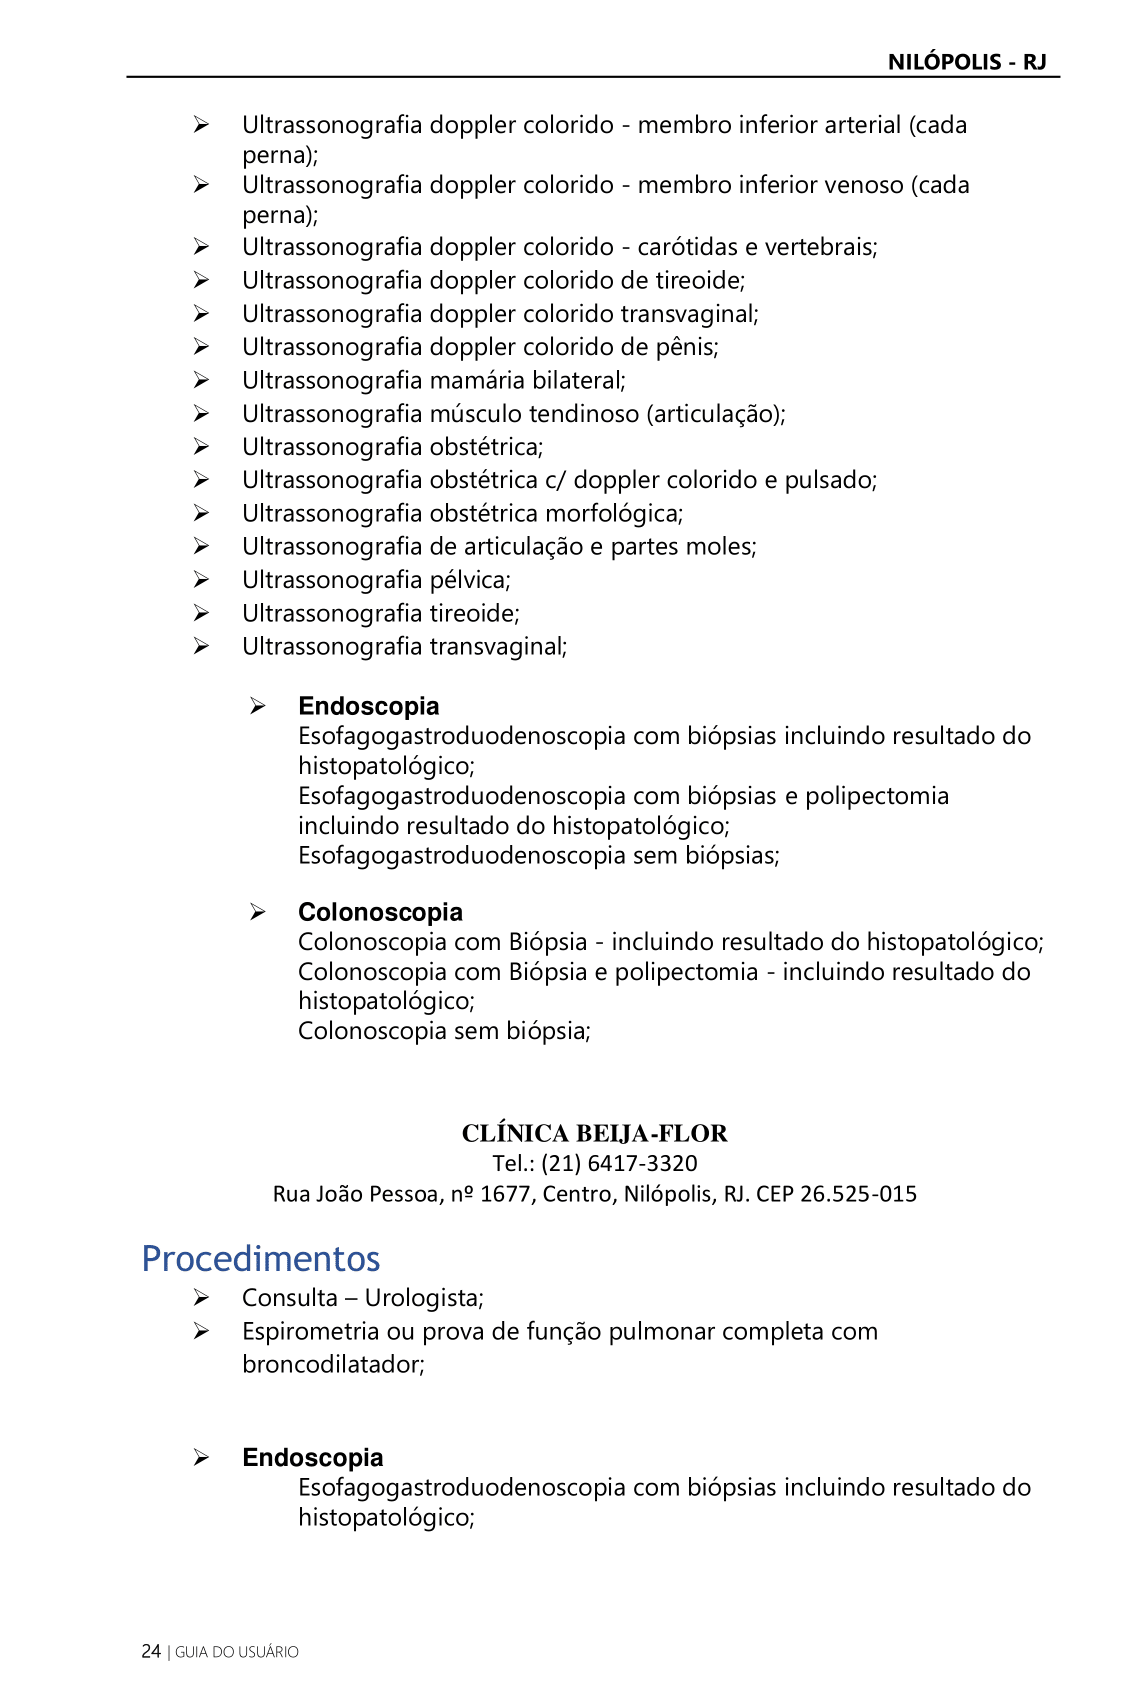 NILÓPOLIS - RJ
➢ Ultrassonografia doppler colorido - membro inferior arterial (cada
perna);
➢ Ultrassonografia doppler colorido - membro inferior venoso (cada
perna);
➢ Ultrassonografia doppler colorido - carótidas e vertebrais;
➢ Ultrassonografia doppler colorido de tireoide;
➢ Ultrassonografia doppler colorido transvaginal;
➢ Ultrassonografia doppler colorido de pênis;
➢ Ultrassonografia mamária bilateral;
➢ Ultrassonografia músculo tendinoso (articulação);
➢ Ultrassonografia obstétrica;
➢ Ultrassonografia obstétrica c/ doppler colorido e pulsado;
➢ Ultrassonografia obstétrica morfológica;
➢ Ultrassonografia de articulação e partes moles;
➢ Ultrassonografia pélvica;
➢ Ultrassonografia tireoide;
➢ Ultrassonografia transvaginal;
➢ Endoscopia
Esofagogastroduodenoscopia com biópsias incluindo resultado do
histopatológico;
Esofagogastroduodenoscopia com biópsias e polipectomia
incluindo resultado do histopatológico;
Esofagogastroduodenoscopia sem biópsias;
➢ Colonoscopia
Colonoscopia com Biópsia - incluindo resultado do histopatológico;
Colonoscopia com Biópsia e polipectomia - incluindo resultado do
histopatológico;
Colonoscopia sem biópsia;
CLÍNICA BEIJA-FLOR
Tel.: (21) 6417-3320
Rua João Pessoa, nº 1677, Centro, Nilópolis, RJ. CEP 26.525-015
Procedimentos
➢ Consulta – Urologista;
➢ Espirometria ou prova de função pulmonar completa com
broncodilatador;
➢ Endoscopia
Esofagogastroduodenoscopia com biópsias incluindo resultado do
histopatológico;
24 | GUIA DO USUÁRIO